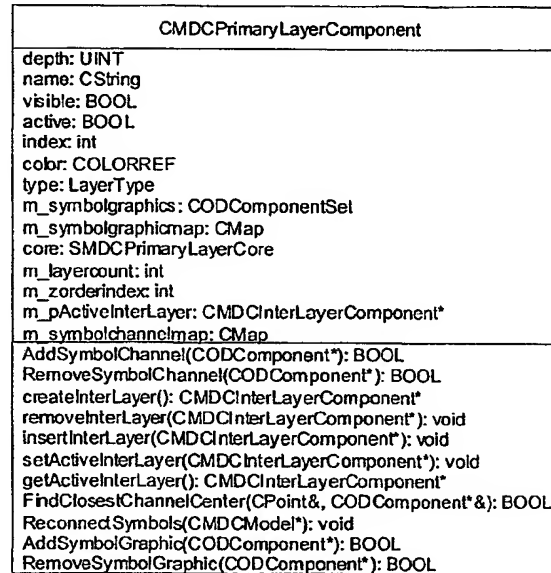 CMDCPrimaryLayerComponent
depth: UINT
name: CString
visible: BOOL
active: BOOL
index: int
color: COLORREF
type: LayerType
m_symbolgraphics: CODComponentSet
m_symbolgraphicmap: CMap
core: SMDCPrimaryLayerCore
m_layercount: int
m_zorderindex: int
m_pActiveInterLayer: CMDCInterLayerComponent*
m_symbolchannelmap: CMap
AddSymbolChannel(CODComponent*): BOOL
RemoveSymbolChannel(CODComponent*): BOOL
createInterLayer(): CMDCInterLayerComponent*
removeInterLayer(CMDCInterLayerComponent*): void
insertInterLayer(CMDCInterLayerComponent*): void
setActiveInterLayer(CMDCInterLayerComponent*): void
getActiveInterLayer(): CMDCInterLayerComponent*
FindClosestChannelCenter(CPoint&, CODComponent*&): BOOL
ReconnectSymbols(CMDCModel*): void
AddSymbolGraphic(CODComponent*): BOOL
RemoveSymbolGraphic(CODComponent*): BOOL